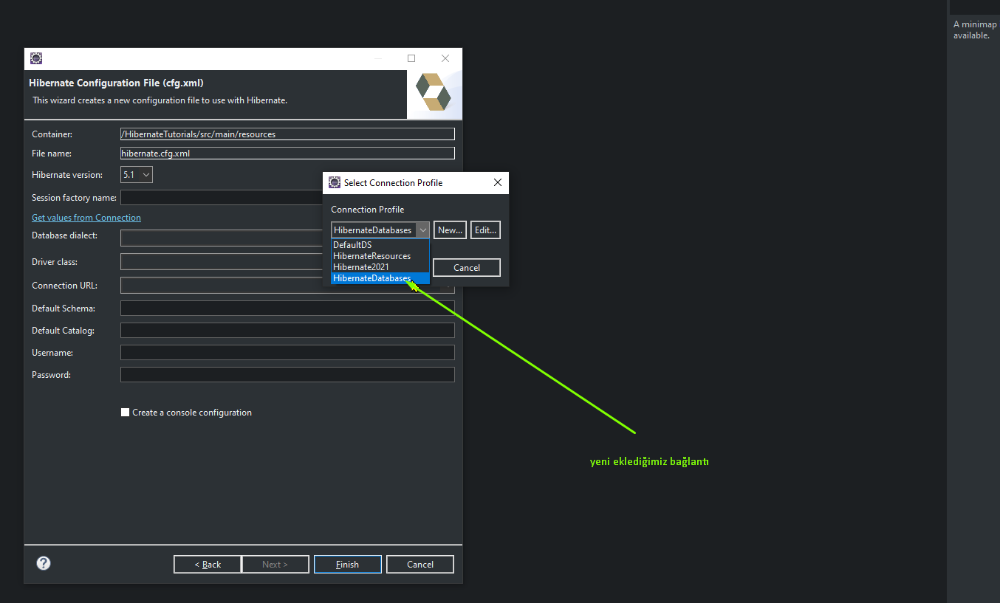 A minimap
available.
Hibernate Configuration File (cfg.xml)
This wizard creates a new configuration file to use with Hibernate.
Container:
/HibernateTutorials/src/main/resources
File name:
hibernate.cfg.xml
Hibernate version:
5.1
Session factory name:
Get values from Connection
Database dialect:
Driver class:
Connection URL:
Default Schema:
Default Catalog:
Username:
Password:
Create a console configuration
Select Connection Profile
Connection Profile
HibernateDatabases
New...
Edit...
DefaultDS
HibernateResources
Hibernate2021
HibernateDatabases
Cancel
yeni eklediğimiz bağlantı
?
< Back
Next >
Finish
Cancel